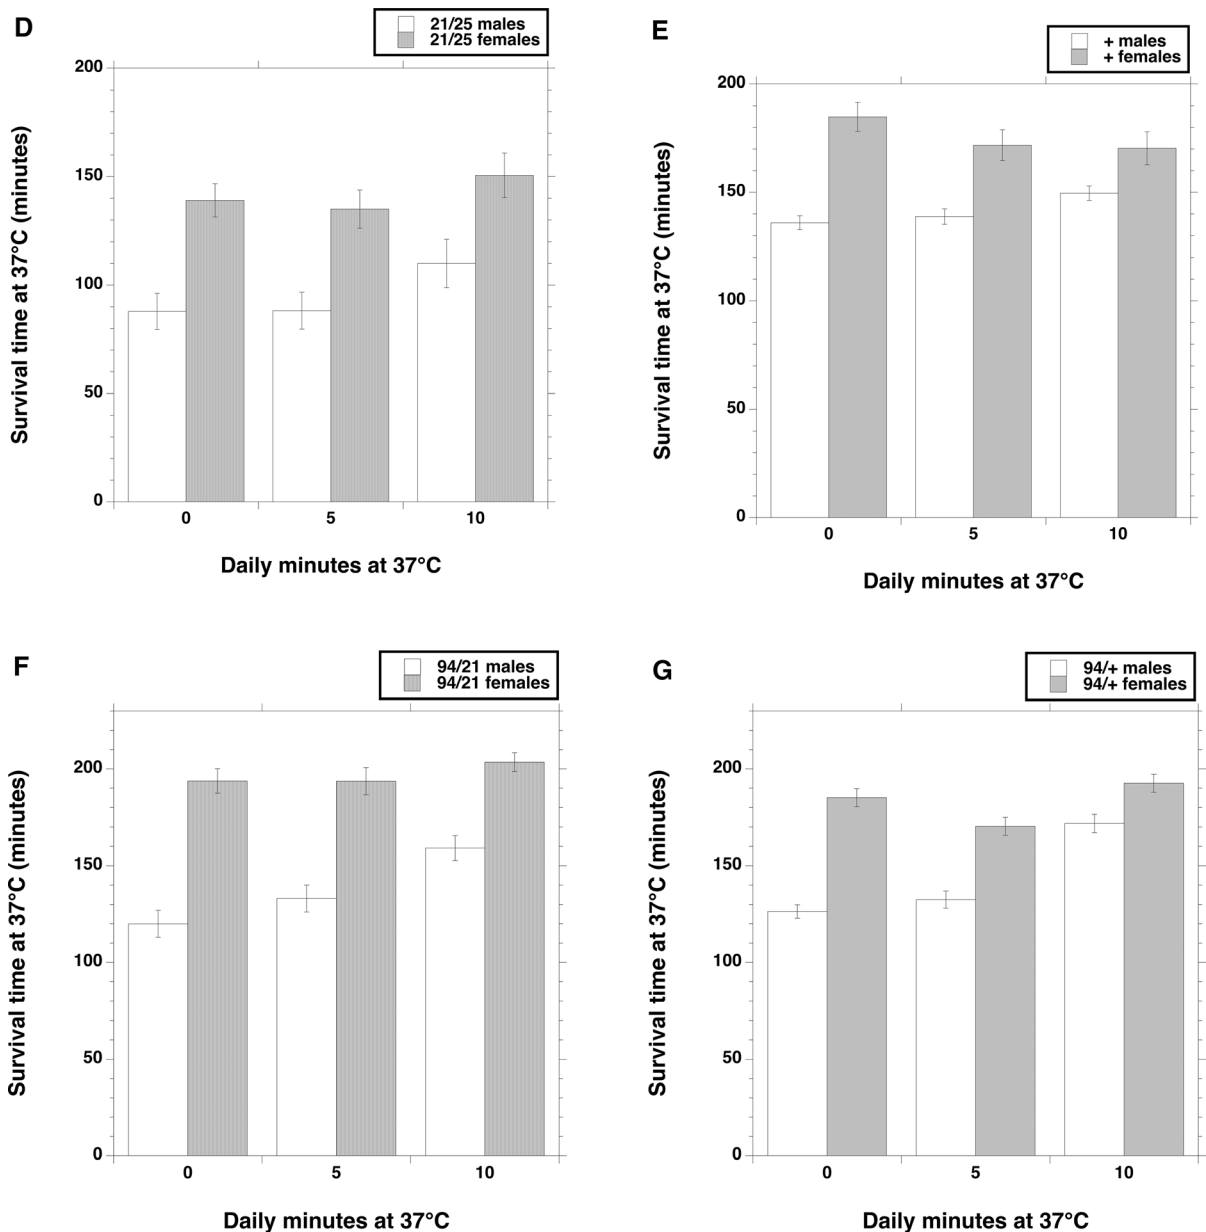 D
21/25 males
21/25 females
200
150
100
50
0
Survival time at 37°C (minutes)
0 5 10
Daily minutes at 37°C
E
+ males
+ females
200
150
100
50
0
Survival time at 37°C (minutes)
0 5 10
Daily minutes at 37°C
F
94/21 males
94/21 females
200
150
100
50
0
Survival time at 37°C (minutes)
0 5 10
Daily minutes at 37°C
G
94/+ males
94/+ females
200
150
100
50
0
Survival time at 37°C (minutes)
0 5 10
Daily minutes at 37°C